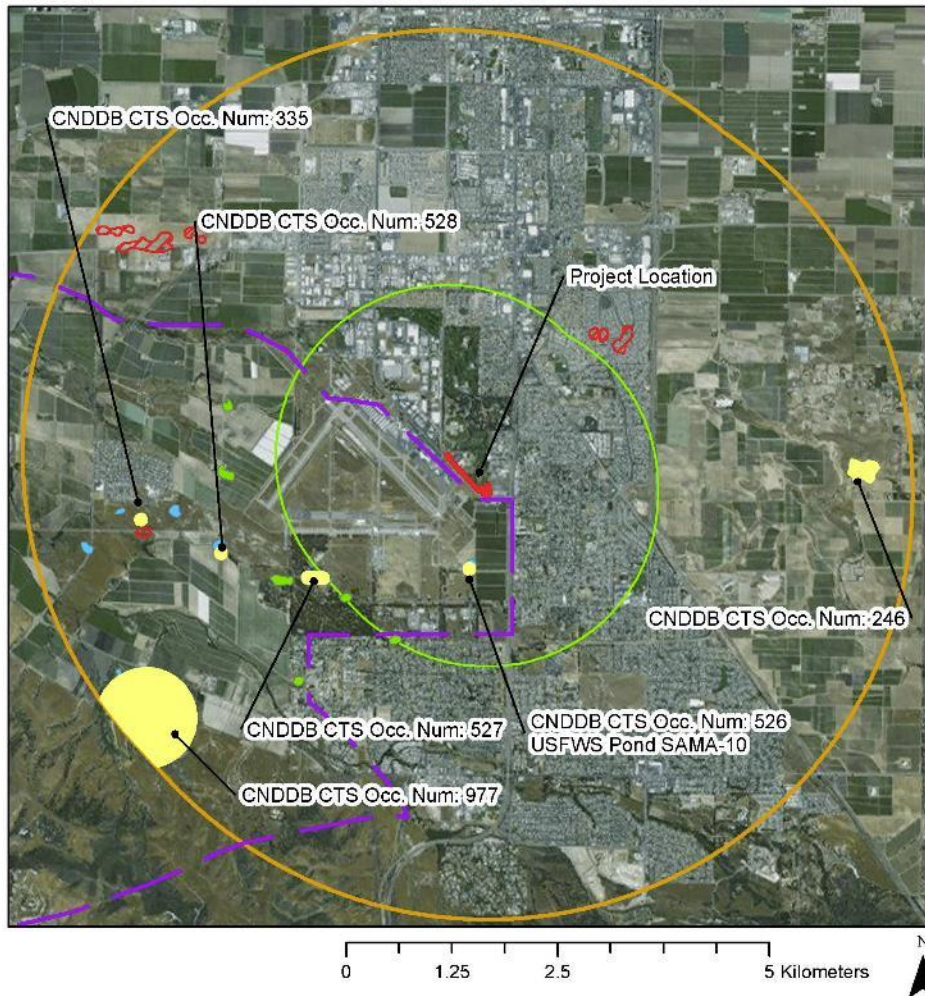 CNDDB CTS Occ. Num: 335
CNDDB CTS Occ. Num: 528
Project Location
CNDDB CTS Occ. Num: 246
CNDDB CTS Occ. Num: 527
CNDDB CTS Occ. Num: 526
USFWS Pond SAMA-10
CNDDB CTS Occ. Num: 977
N
0 1.25 2.5 5 Kilometers